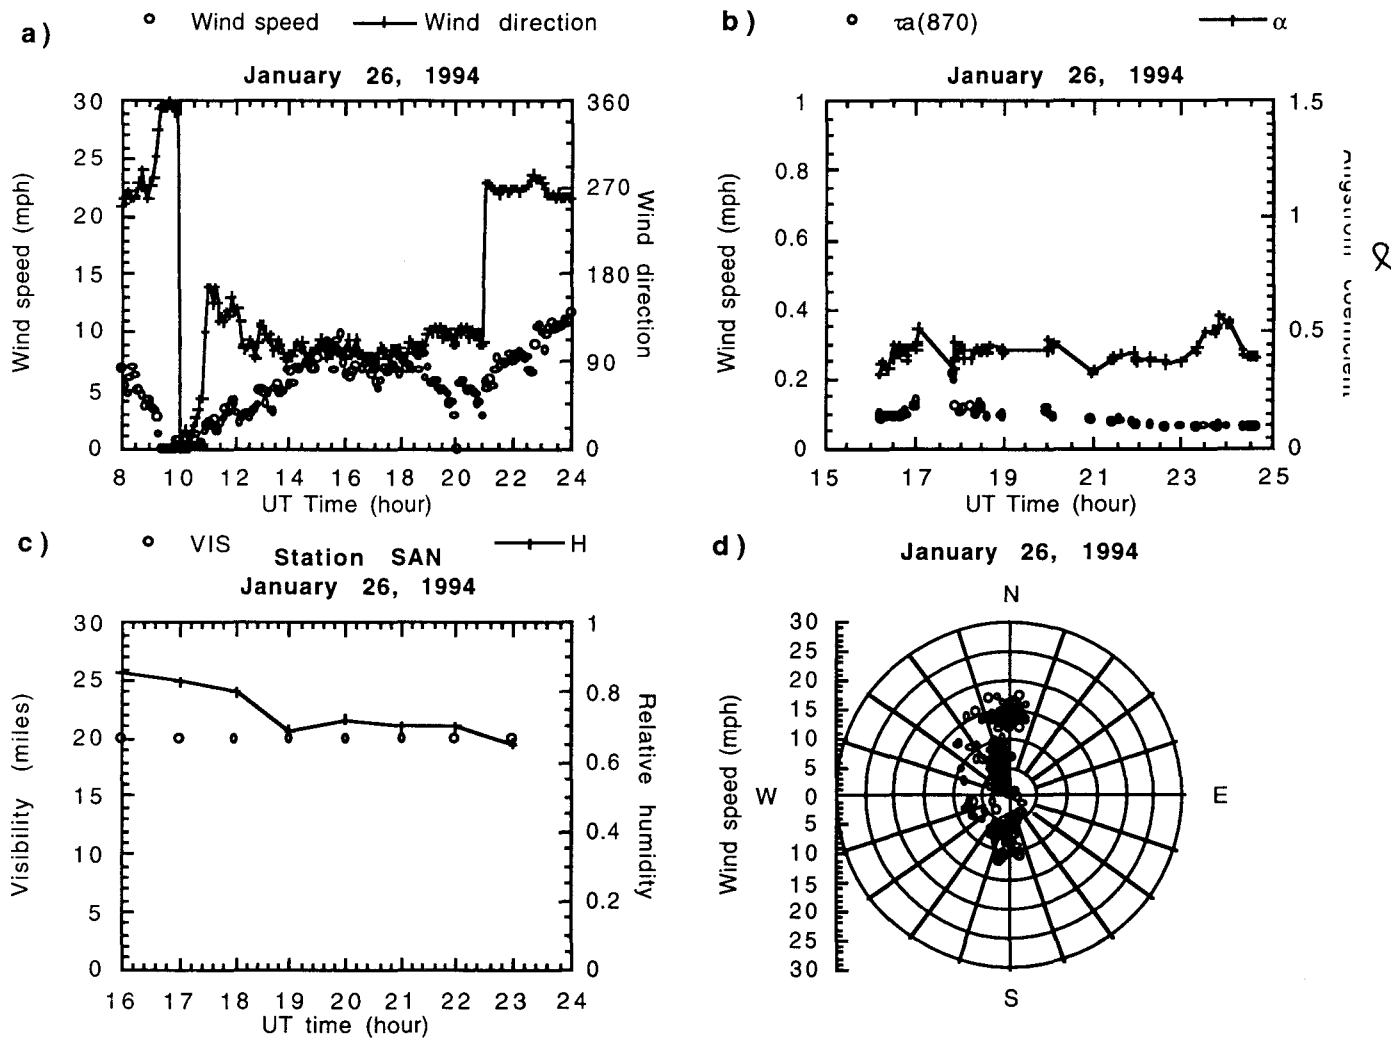 a)
Wind speed
Wind direction
January 26, 1994
30
25
20
15
10
5
0
Wind speed (mph)
360
270
180
90
0
Wind direction
8 10 12 14 16 18 20 22 24
UT Time (hour)
b)
τa(870)
α
January 26, 1994
1
0.8
0.6
0.4
0.2
0
Wind speed (mph)
1.5
1
0.5
0
α
15 17 19 21 23 25
UT Time (hour)
c)
VIS
H
Station SAN
January 26, 1994
30
25
20
15
10
5
0
Visibility (miles)
1
0.8
0.6
0.4
0.2
0
Relative humidity
16 17 18 19 20 21 22 23 24
UT time (hour)
d)
January 26, 1994
N
W
E
S
30
25
20
15
10
5
0
5
10
15
20
25
30
Wind speed (mph)